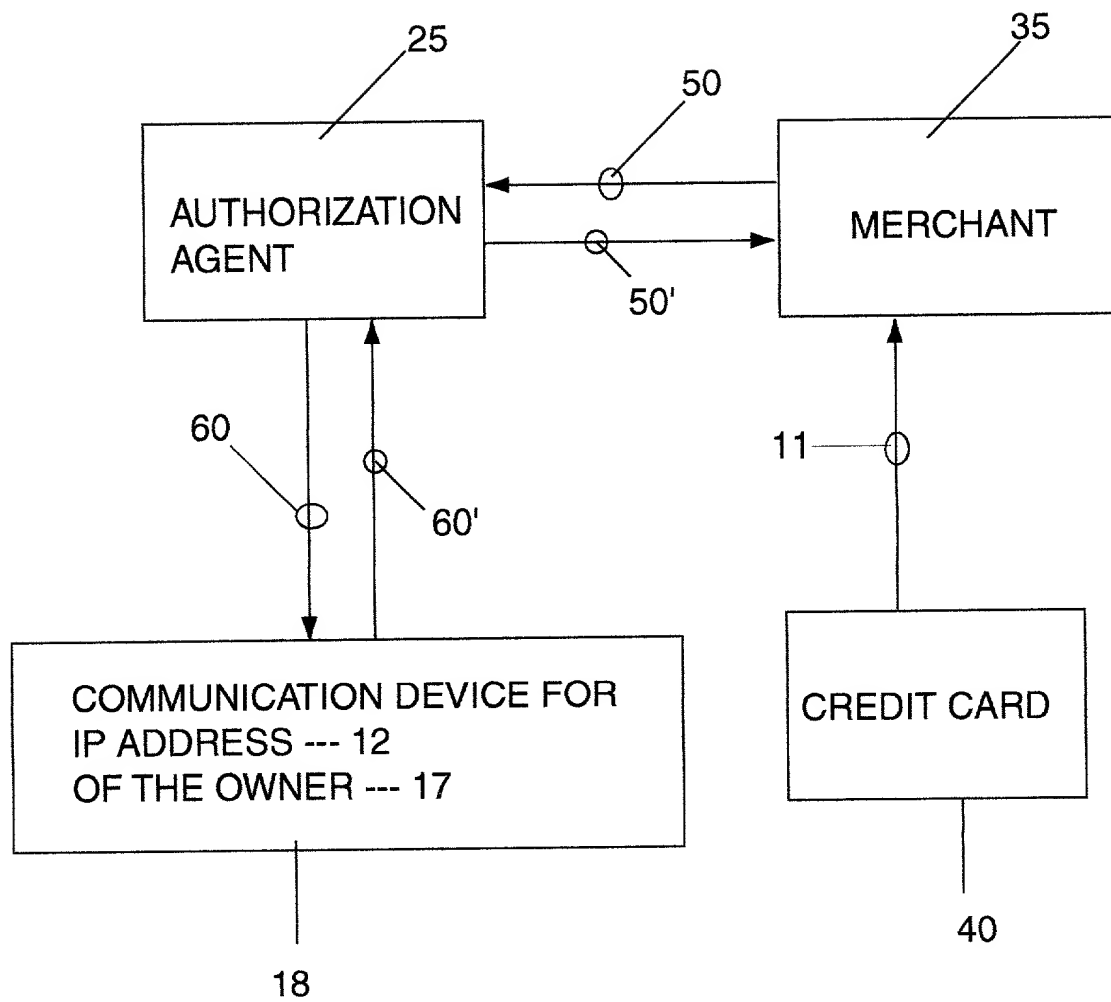 25
35
50
AUTHORIZATION
AGENT
MERCHANT
50'
60
11
60'
COMMUNICATION DEVICE FOR
IP ADDRESS --- 12
OF THE OWNER --- 17
CREDIT CARD
40
18